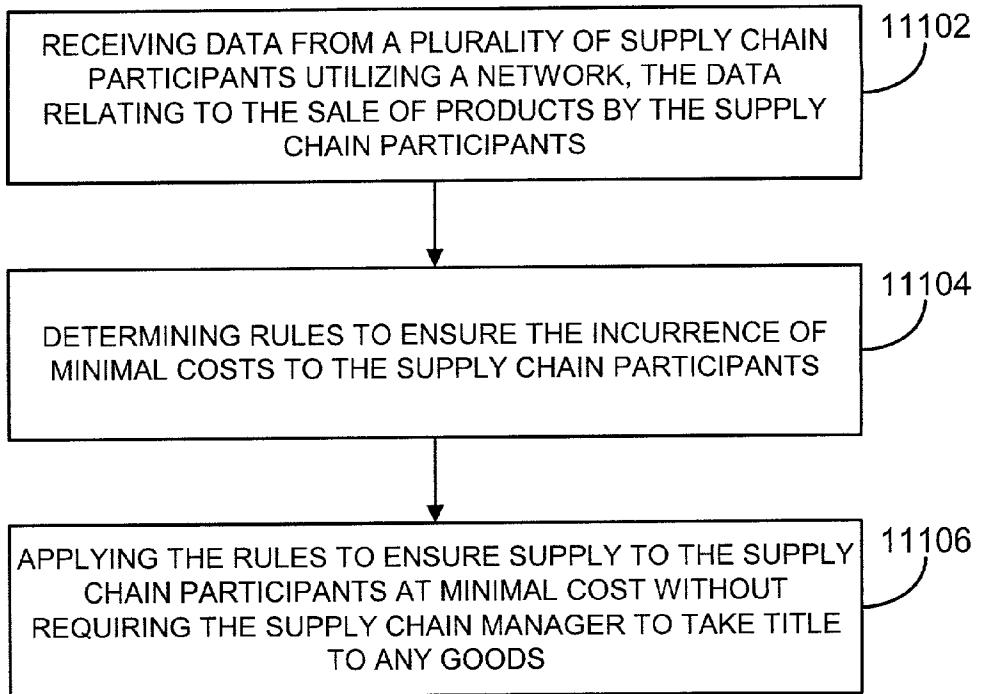 RECEIVING DATA FROM A PLURALITY OF SUPPLY CHAIN
PARTICIPANTS UTILIZING A NETWORK, THE DATA
RELATING TO THE SALE OF PRODUCTS BY THE SUPPLY
CHAIN PARTICIPANTS
11102
DETERMINING RULES TO ENSURE THE INCURRENCE OF
MINIMAL COSTS TO THE SUPPLY CHAIN PARTICIPANTS
11104
APPLYING THE RULES TO ENSURE SUPPLY TO THE SUPPLY
CHAIN PARTICIPANTS AT MINIMAL COST WITHOUT
REQUIRING THE SUPPLY CHAIN MANAGER TO TAKE TITLE
TO ANY GOODS
11106